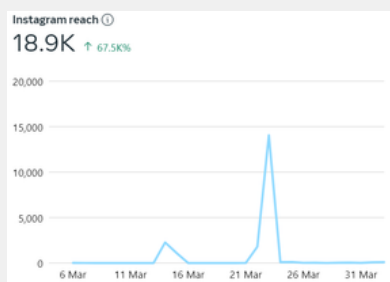 Instagram reach ⓘ
18.9K ↑ 67.5K%
20,000
15,000
10,000
5,000
0
6 Mar 11 Mar 16 Mar 21 Mar 26 Mar 31 Mar